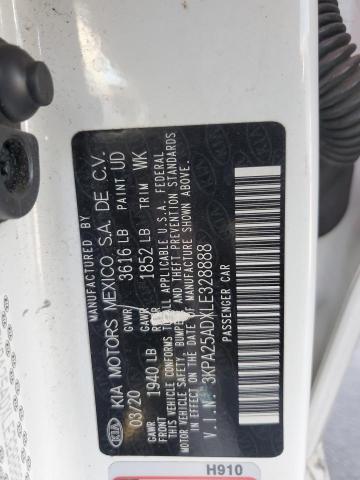 MANUFACTURED BY
KIA KIA MOTORS MEXICO S.A. DE C.V.
03/20 GVWR 3616 LB PAINT UD
GAWR FRONT 1940 LB GAWR 1852 LB TRIM WK
THIS VEHICLE CONFORMS TO ALL APPLICABLE U.S.A. FEDERAL
MOTOR VEHICLE SAFETY, BUMPER, AND THEFT PREVENTION STANDARDS
IN EFFECT ON THE DATE OF MANUFACTURE SHOWN ABOVE.
V.I.N. : 3KPA25ADXLE328888
PASSENGER CAR
H910